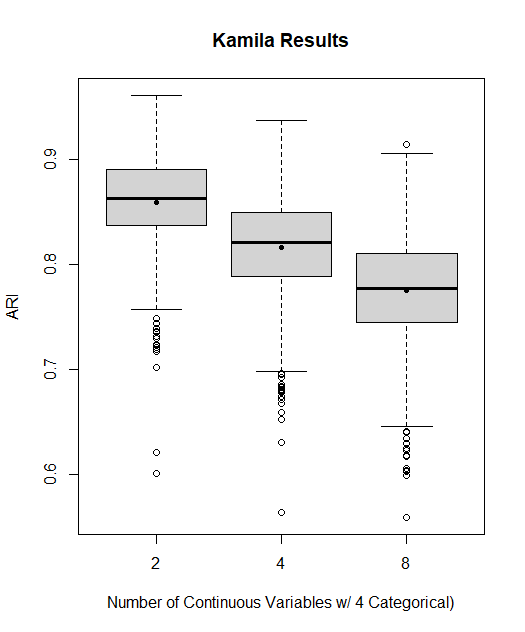 Kamila Results
ARI
0.9
0.8
0.7
0.6
2 4 8
Number of Continuous Variables w/ 4 Categorical)